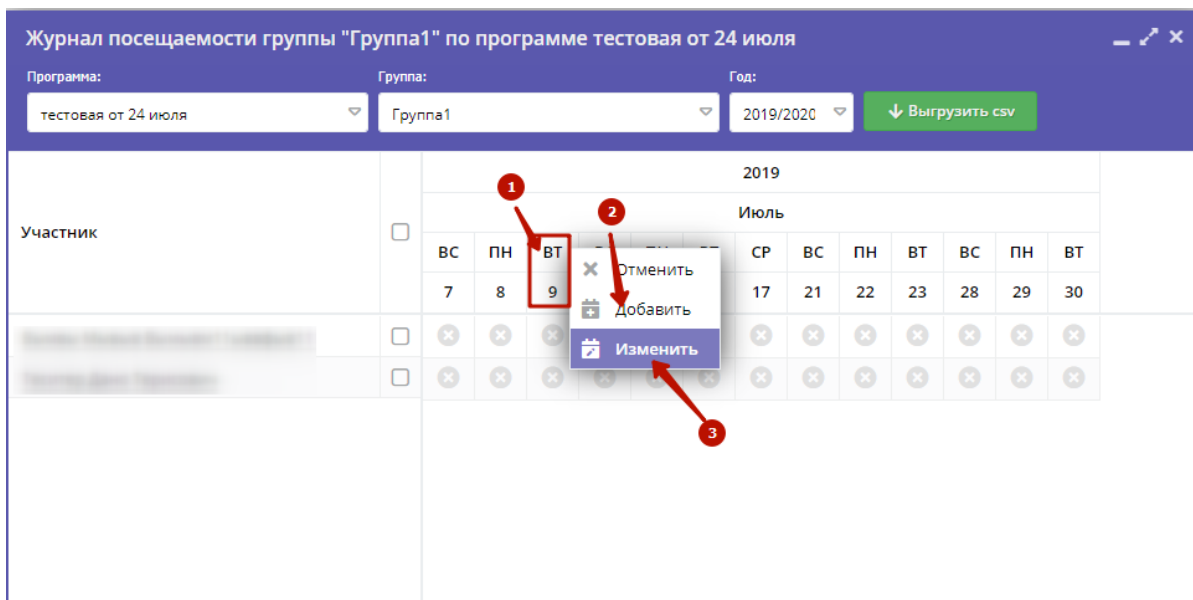 Журнал посещаемости группы "Группа1" по программе тестовая от 24 июля
Программа: Группа: Год:
тестовая от 24 июля Группа1 2019/2020 Выгрузить csv
2019
1
2 Июль
Участник
ВС ПН ВТ СР ВС ПН ВТ ВС ПН ВТ
Отменить
7 8 9 17 21 22 23 28 29 30
Добавить
Изменить
3